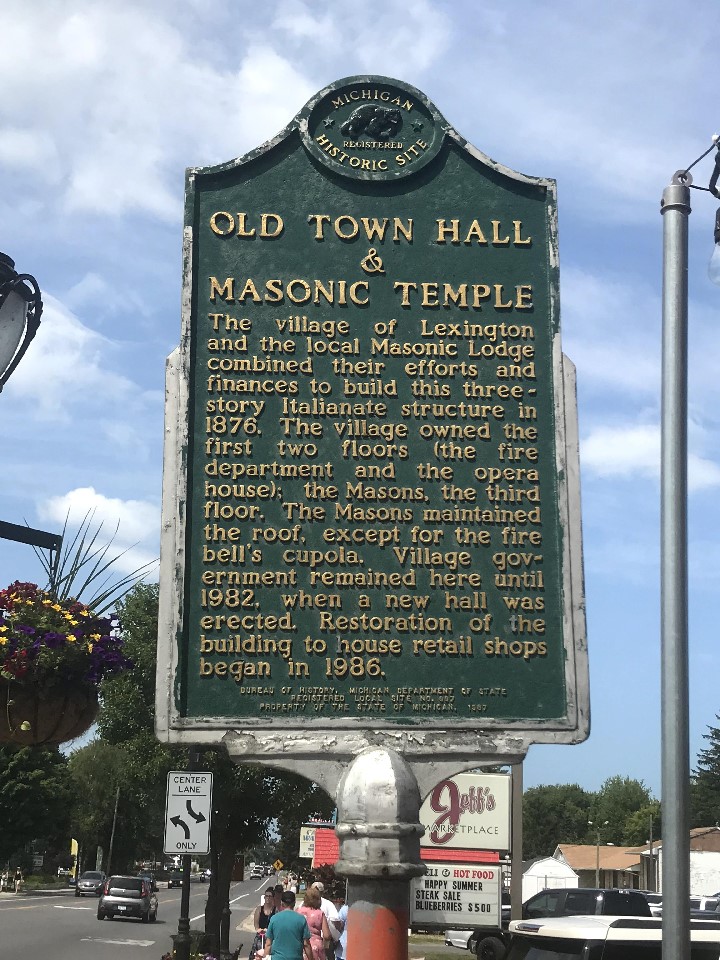 MICHIGAN
REGISTERED
HISTORIC SITE
OLD TOWN HALL
&
MASONIC TEMPLE
The village of Lexington
and the local Masonic Lodge
combined their efforts and
finances to build this three-
story Italianate structure in
1876. The village owned the
first two floors (the fire
department and the opera
house); the Masons, the third
floor. The Masons maintained
the roof, except for the fire
bell's cupola. Village gov-
ernment remained here until
1982, when a new hall was
erected. Restoration of the
building to house retail shops
began in 1986.
BUREAU OF HISTORY, MICHIGAN DEPARTMENT OF STATE
REGISTERED LOCAL SITE NO.
PROPERTY OF THE STATE OF MICHIGAN, 1987
CENTER
LANE
ONLY
Jeff's
MARKETPLACE
& HOT FOOD
HAPPY SUMMER
STEAK SALE
BLUEBERRIES $500